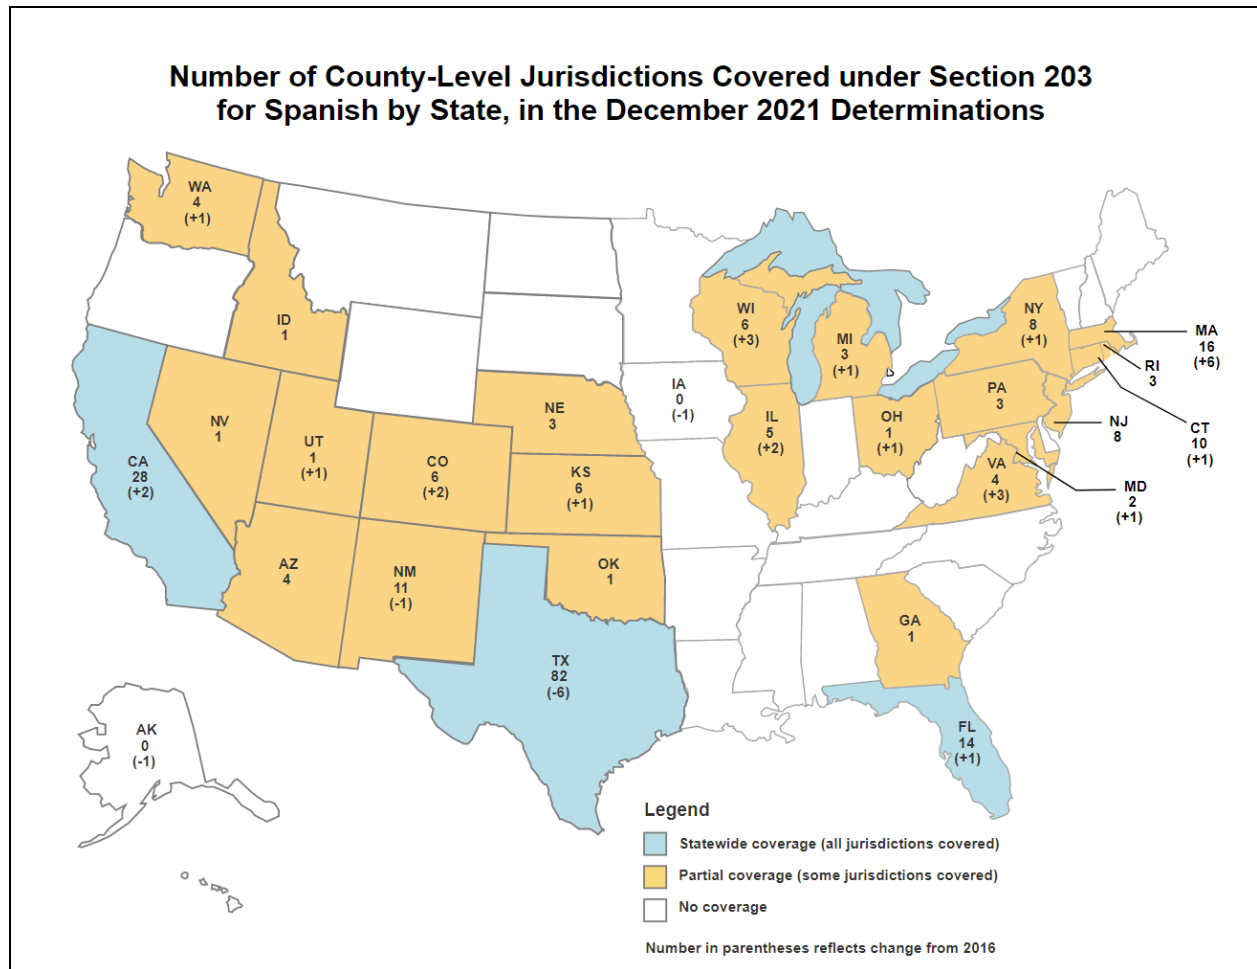 Number of County-Level Jurisdictions Covered under Section 203
for Spanish by State, in the December 2021 Determinations
WA
4
(+1)
ID
1
NV
1
UT
1
(+1)
CA
28
(+2)
AZ
4
CO
6
(+2)
NM
11
(-1)
NE
3
KS
6
(+1)
OK
1
TX
82
(-6)
IA
0
(-1)
WI
6
(+3)
IL
5
(+2)
MI
3
(+1)
OH
1
(+1)
PA
3
NY
8
(+1)
MA
16
(+6)
RI
3
CT
10
(+1)
NJ
8
MD
2
(+1)
VA
4
(+3)
GA
1
FL
14
(+1)
AK
0
(-1)
Legend
Statewide coverage (all jurisdictions covered)
Partial coverage (some jurisdictions covered)
No coverage
Number in parentheses reflects change from 2016